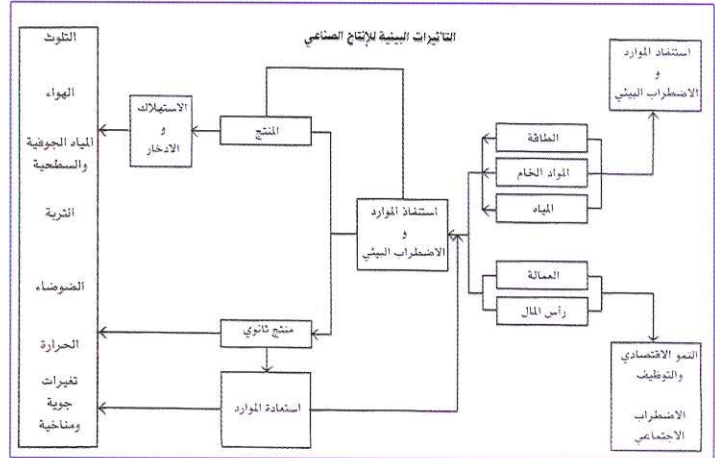 التأثيرات البيئية للإنتاج الصناعي
استنفاد الموارد
و
الاضطراب البيئي
الطاقة
المواد الخام
المياه
العمالة
رأس المال
النمو الاقتصادي
والتوظيف
الاضطراب
الاجتماعي
استنفاذ الموارد
و
الاضطراب البيئي
المنتج
منتج ثانوي
استعادة الموارد
الاستهلاك
و
الادخار
التلوث
الهواء
المياه الجوفية
والسطحية
التربة
الضوضاء
الحرارة
تغيرات
جوية
ومناخية